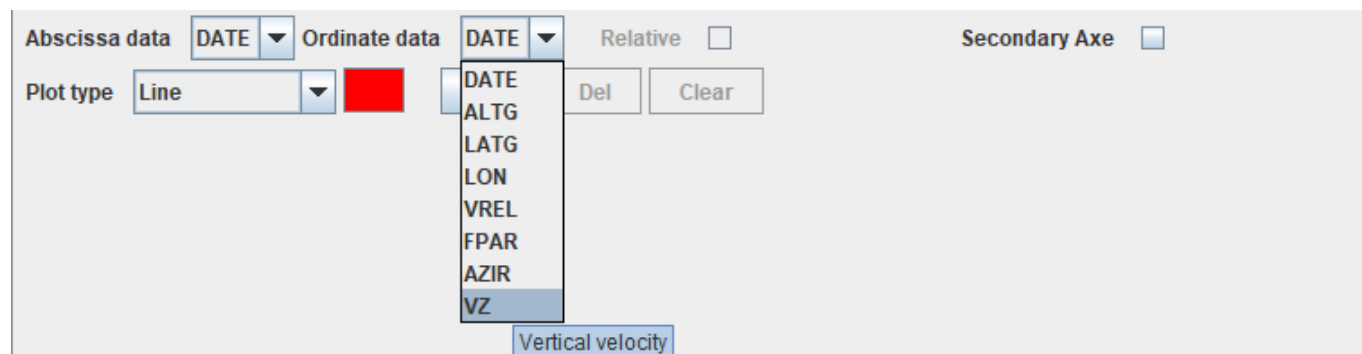 Abscissa data DATE Ordinate data DATE Relative Secondary Axe
Plot type Line Del Clear
DATE
ALTG
LATG
LON
VREL
FPAR
AZIR
VZ
Vertical velocity